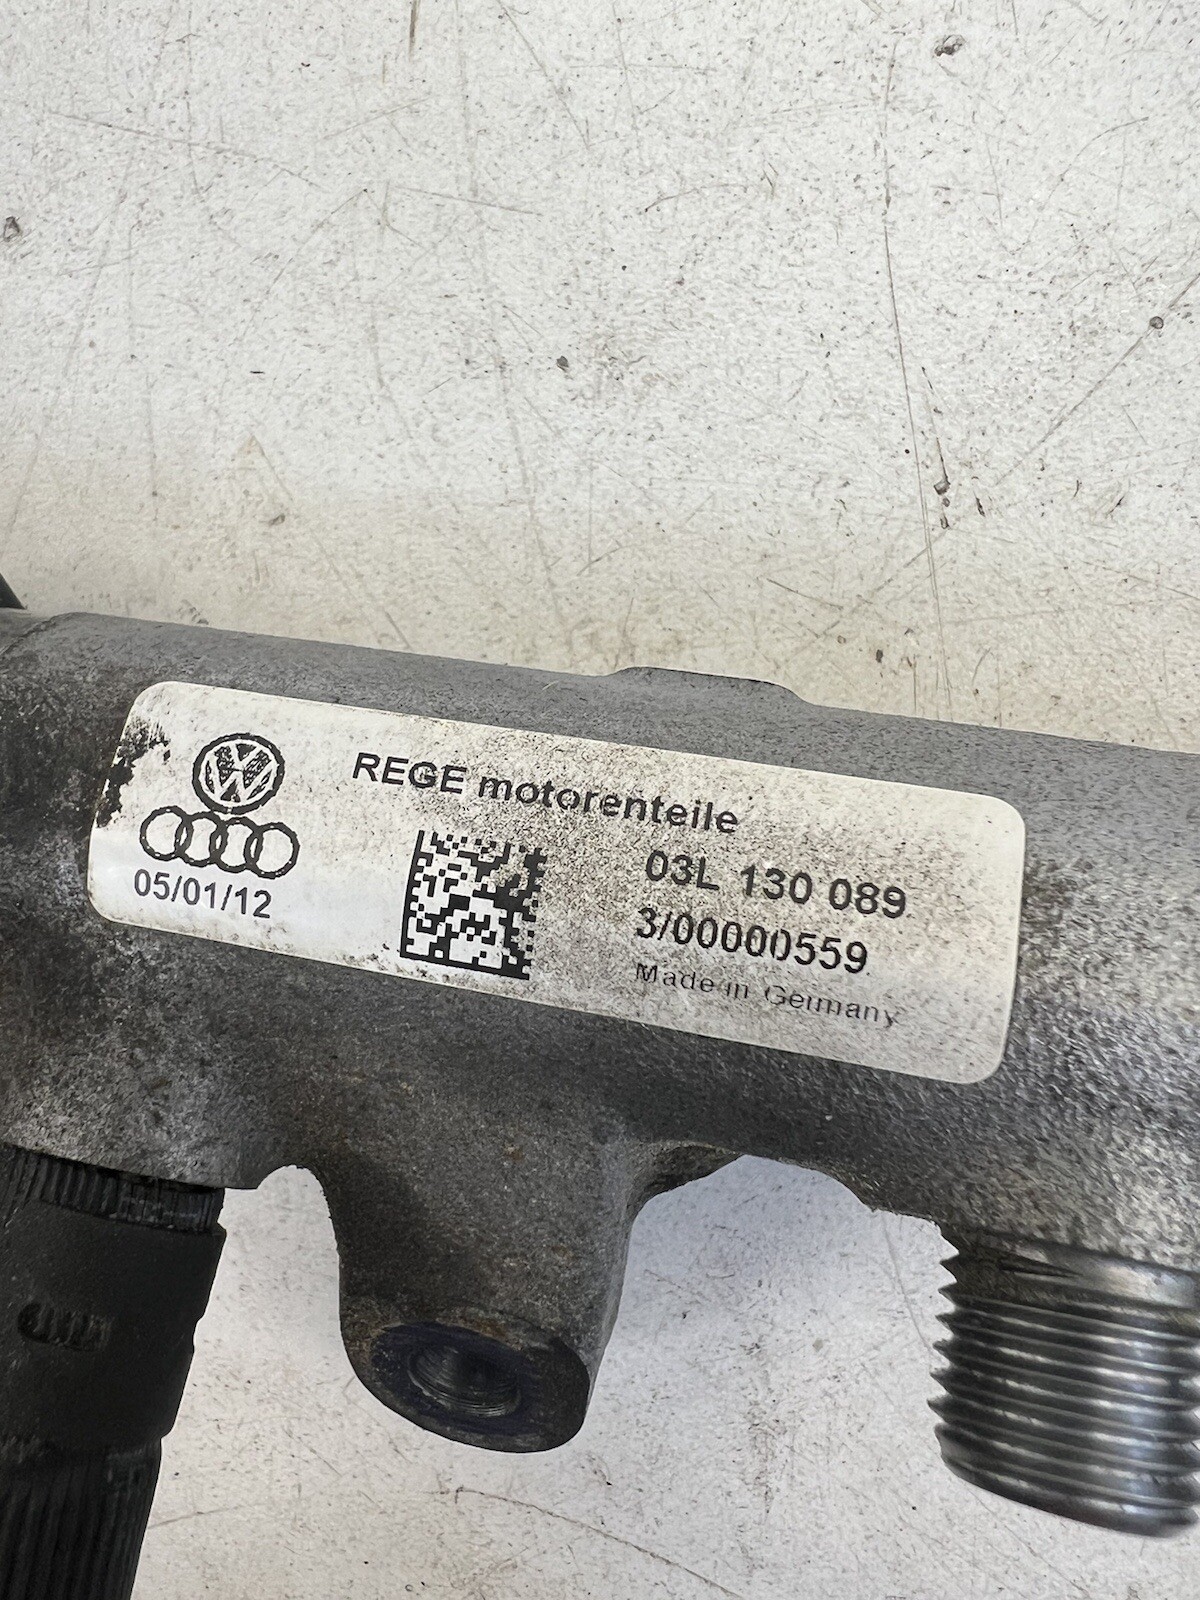 REGE motorenteile
03L 130 089
3/00000559
Made in Germany
05/01/12